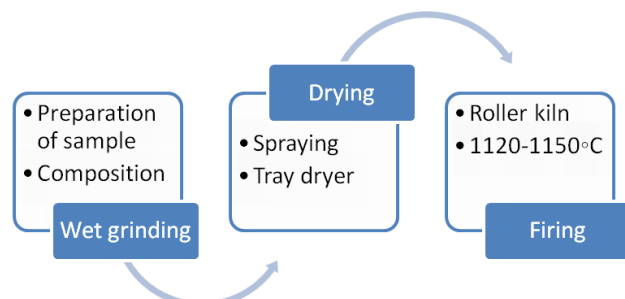 • Preparation
of sample
• Composition
Wet grinding
Drying
• Spraying
• Tray dryer
• Roller kiln
• 1120-1150◦C
Firing